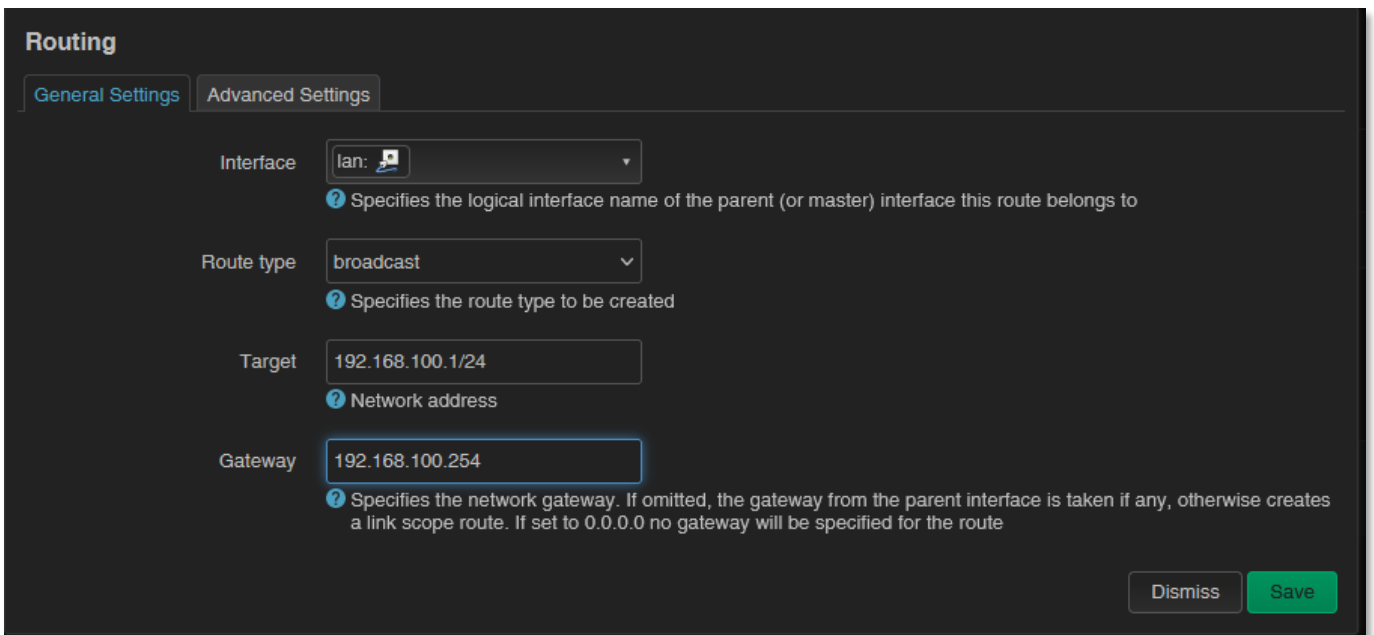 Routing
General Settings
Advanced Settings
Interface
lan:
Specifies the logical interface name of the parent (or master) interface this route belongs to
Route type
broadcast
Specifies the route type to be created
Target
192.168.100.1/24
Network address
Gateway
192.168.100.254
Specifies the network gateway. If omitted, the gateway from the parent interface is taken if any, otherwise creates
a link scope route. If set to 0.0.0.0 no gateway will be specified for the route
Dismiss
Save